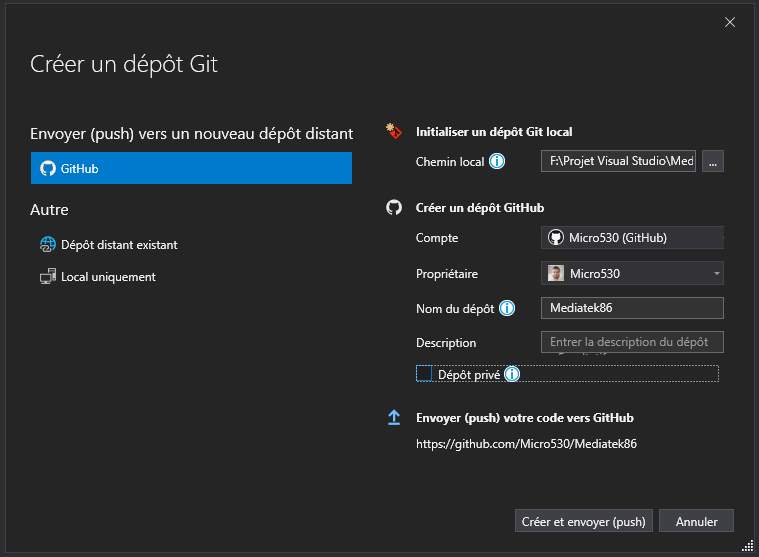 Créer un dépôt Git
Envoyer (push) vers un nouveau dépôt distant
GitHub
Autre
Dépôt distant existant
Local uniquement
Initialiser un dépôt Git local
Chemin local
F:\Projet Visual Studio\Med
...
Créer un dépôt GitHub
Compte
Micro530 (GitHub)
Propriétaire
Micro530
Nom du dépôt
Mediatek86
Description
Entrer la description du dépôt
Dépôt privé
Envoyer (push) votre code vers GitHub
https://github.com/Micro530/Mediatek86
Créer et envoyer (push)
Annuler